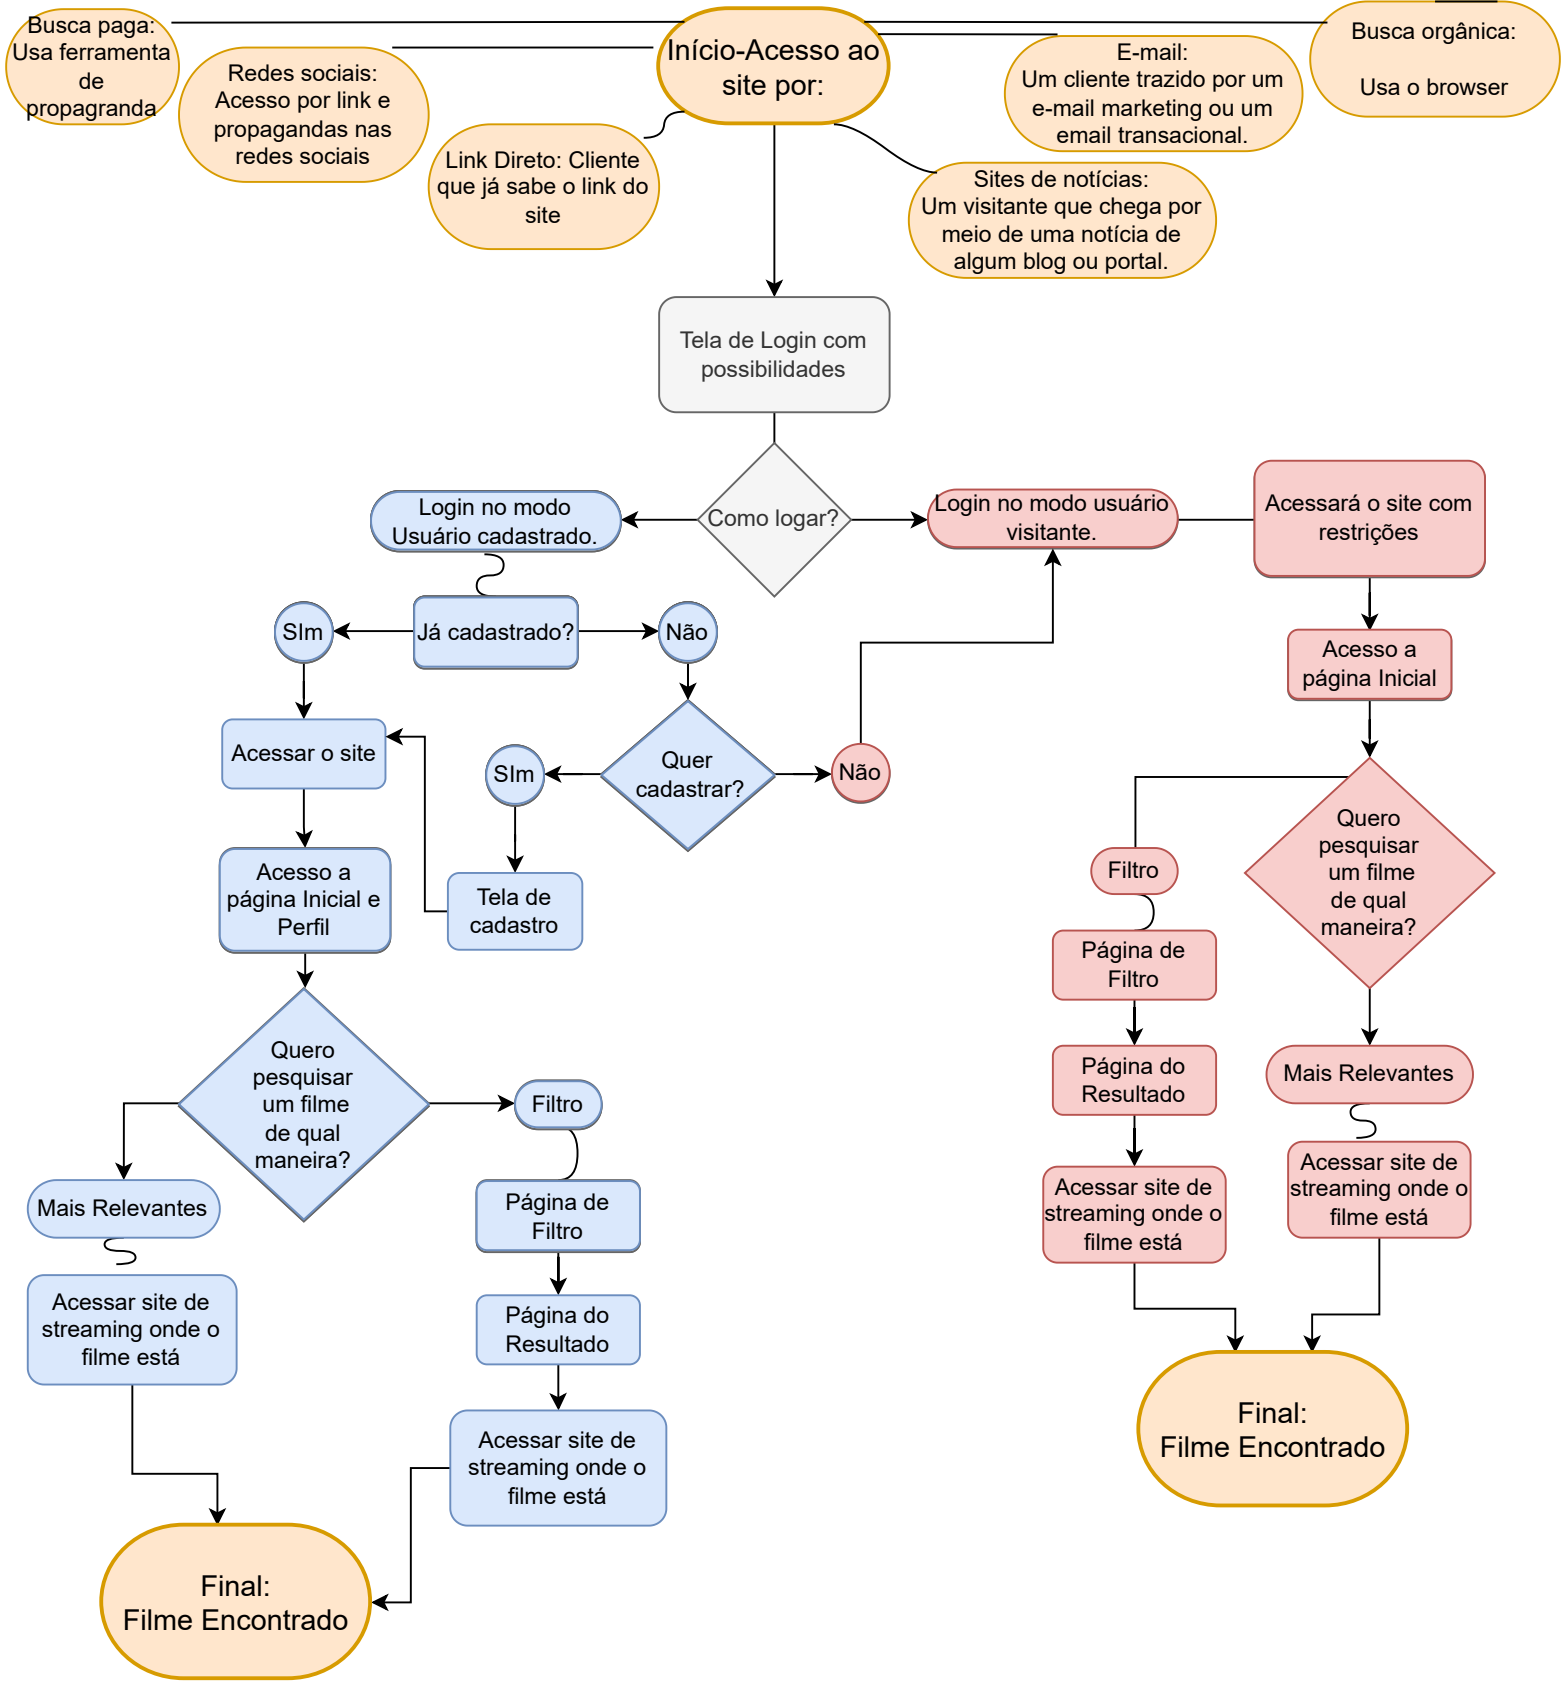 Busca paga:
Usa ferramenta
de
propagranda
Redes sociais:
Acesso por link e
propagandas nas
redes sociais
Link Direto: Cliente
que já sabe o link do
site
Início-Acesso ao
site por:
E-mail:
Um cliente trazido por um
e-mail marketing ou um
email transacional.
Busca orgânica:
Usa o browser
Sites de notícias:
Um visitante que chega por
meio de uma notícia de
algum blog ou portal.
Tela de Login com
possibilidades
Como logar?
Login no modo
Usuário cadastrado.
Login no modo usuário
visitante.
Acessará o site com
restrições
SIm
Já cadastrado?
Não
Acesso a
página Inicial
Acessar o site
SIm
Quer
cadastrar?
Não
Quero
pesquisar
um filme
de qual
maneira?
Filtro
Acesso a
página Inicial e
Perfil
Tela de
cadastro
Página de
Filtro
Quero
pesquisar
um filme
de qual
maneira?
Filtro
Página do
Resultado
Mais Relevantes
Mais Relevantes
Página de
Filtro
Acessar site de
streaming onde o
filme está
Acessar site de
streaming onde o
filme está
Acessar site de
streaming onde o
filme está
Página do
Resultado
Acessar site de
streaming onde o
filme está
Final:
Filme Encontrado
Final:
Filme Encontrado